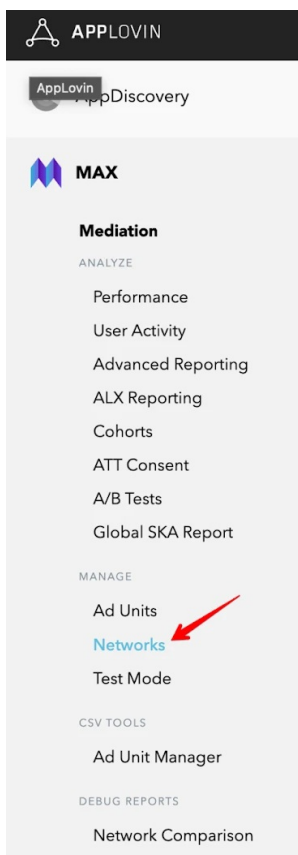 APPLOVIN
AppLovin
AppDiscovery
MAX
Mediation
ANALYZE
Performance
User Activity
Advanced Reporting
ALX Reporting
Cohorts
ATT Consent
A/B Tests
Global SKA Report
MANAGE
Ad Units
Networks
Test Mode
CSV TOOLS
Ad Unit Manager
DEBUG REPORTS
Network Comparison